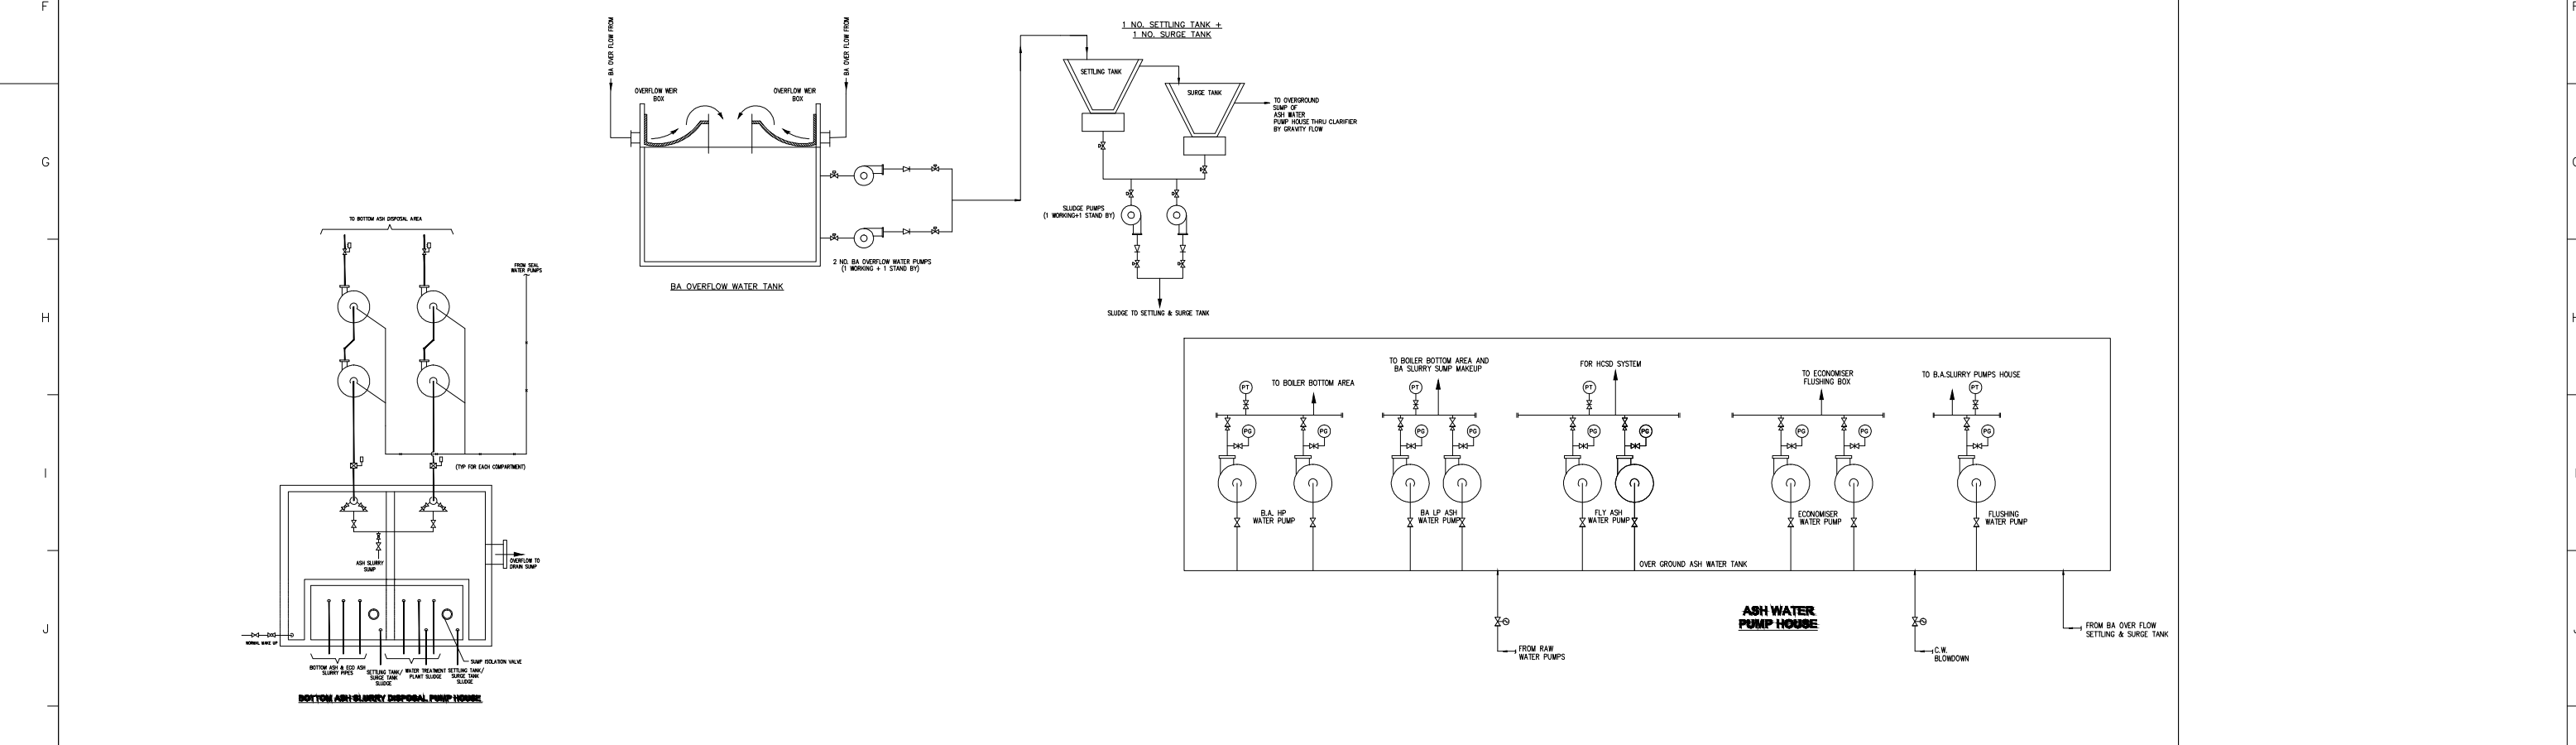 F
G
H
I
J
F
H
BA OVER FLOW FROM
BA OVER FLOW FROM
OVERFLOW WEIR
BOX
OVERFLOW WEIR
BOX
2 NO. BA OVERFLOW WATER PUMPS
(1 WORKING + 1 STAND BY)
BA OVERFLOW WATER TANK
1 NO. SETTLING TANK +
1 NO. SURGE TANK
SETTLING TANK
SURGE TANK
TO OVERGROUND
SUMP OF
ASH WATER
PUMP HOUSE THRU CLARIFIER
BY GRAVITY FLOW
SLUDGE PUMPS
(1 WORKING+1 STAND BY)
SLUDGE TO SETTLING & SURGE TANK
TO BOTTOM ASH DISPOSAL AREA
FROM SEAL
WATER PUMPS
(TYP FOR EACH COMPARTMENT)
ASH SLURRY
SUMP
OVERFLOW TO
DRAIN SUMP
NORMAL MAKE UP
BOTTOM ASH & ECO ASH
SLURRY PIPES
SETTLING TANK/
SURGE TANK
SLUDGE
WATER TREATMENT
PLANT SLUDGE
SETTLING TANK/
SURGE TANK
SLUDGE
SUMP ISOLATION VALVE
BOTTOM ASH SLURRY DISPOSAL PUMP HOUSE
TO BOILER BOTTOM AREA
TO BOILER BOTTOM AREA AND
BA SLURRY SUMP MAKEUP
FOR HCSD SYSTEM
TO ECONOMISER
FLUSHING BOX
TO B.A.SLURRY PUMPS HOUSE
PT
PT
PT
PT
PG
PG
PG
PG
PG
PG
PG
PG
PG
B.A. HP
WATER PUMP
BA LP ASH
WATER PUMP
FLY ASH
WATER PUMP
ECONOMISER
WATER PUMP
FLUSHING
WATER PUMP
OVER GROUND ASH WATER TANK
ASH WATER
PUMP HOUSE
FROM RAW
WATER PUMPS
C.W.
BLOWDOWN
FROM BA OVER FLOW
SETTLING & SURGE TANK